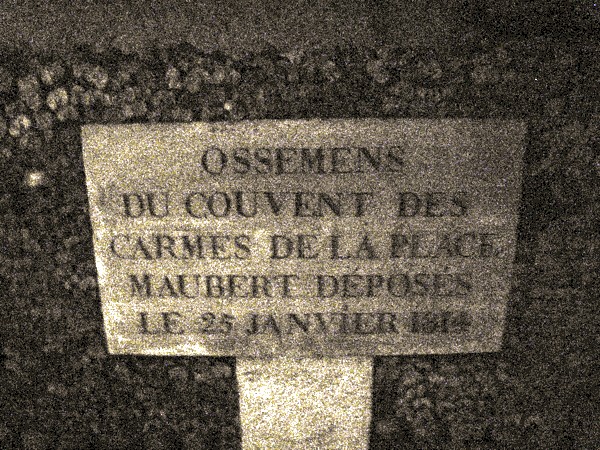 OSSEMENS
DU COUVENT DES
CARMES DE LA PLACE
MAUBERT DÉPOSÉS
LE 25 JANVIER 1814